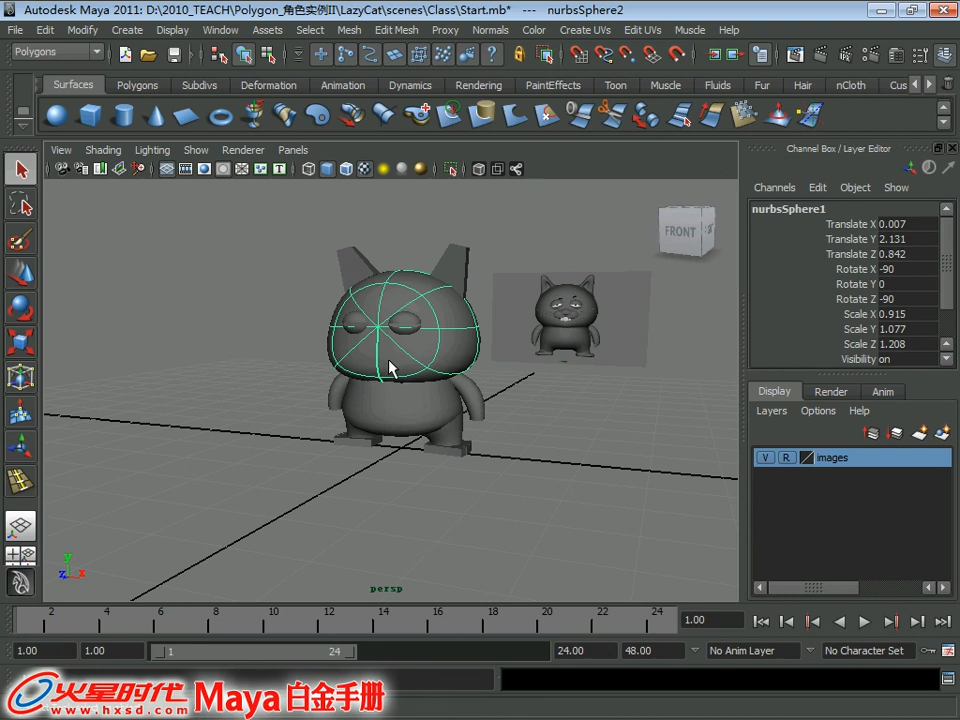 Autodesk Maya 2011: D:\2010_TEACH\Polygon_角色实例II\LazyCat\scenes\Class\Start.mb* --- nurbsSphere2
File Edit Modify Create Display Window Assets Select Mesh Edit Mesh Proxy Normals Color Create UVs Edit UVs Muscle Help
Polygons
Surfaces Polygons Subdivs Deformation Animation Dynamics Rendering PaintEffects Toon Muscle Fluids Fur Hair nCloth Cus
View Shading Lighting Show Renderer Panels
Channel Box / Layer Editor
Channels Edit Object Show
nurbsSphere1
Translate X 0.007
Translate Y 2.131
Translate Z 0.842
Rotate X -90
Rotate Y 0
Rotate Z -90
Scale X 0.915
Scale Y 1.077
Scale Z 1.208
Visibility on
FRONT
Display Render Anim
Layers Options Help
V R images
y
z x
persp
2 4 6 8 10 12 14 16 18 20 22 24
1.00
1.00 1.00 1 24 24.00 48.00 No Anim Layer No Character Set
火星时代
www.hxsd.com
Maya 白金手册